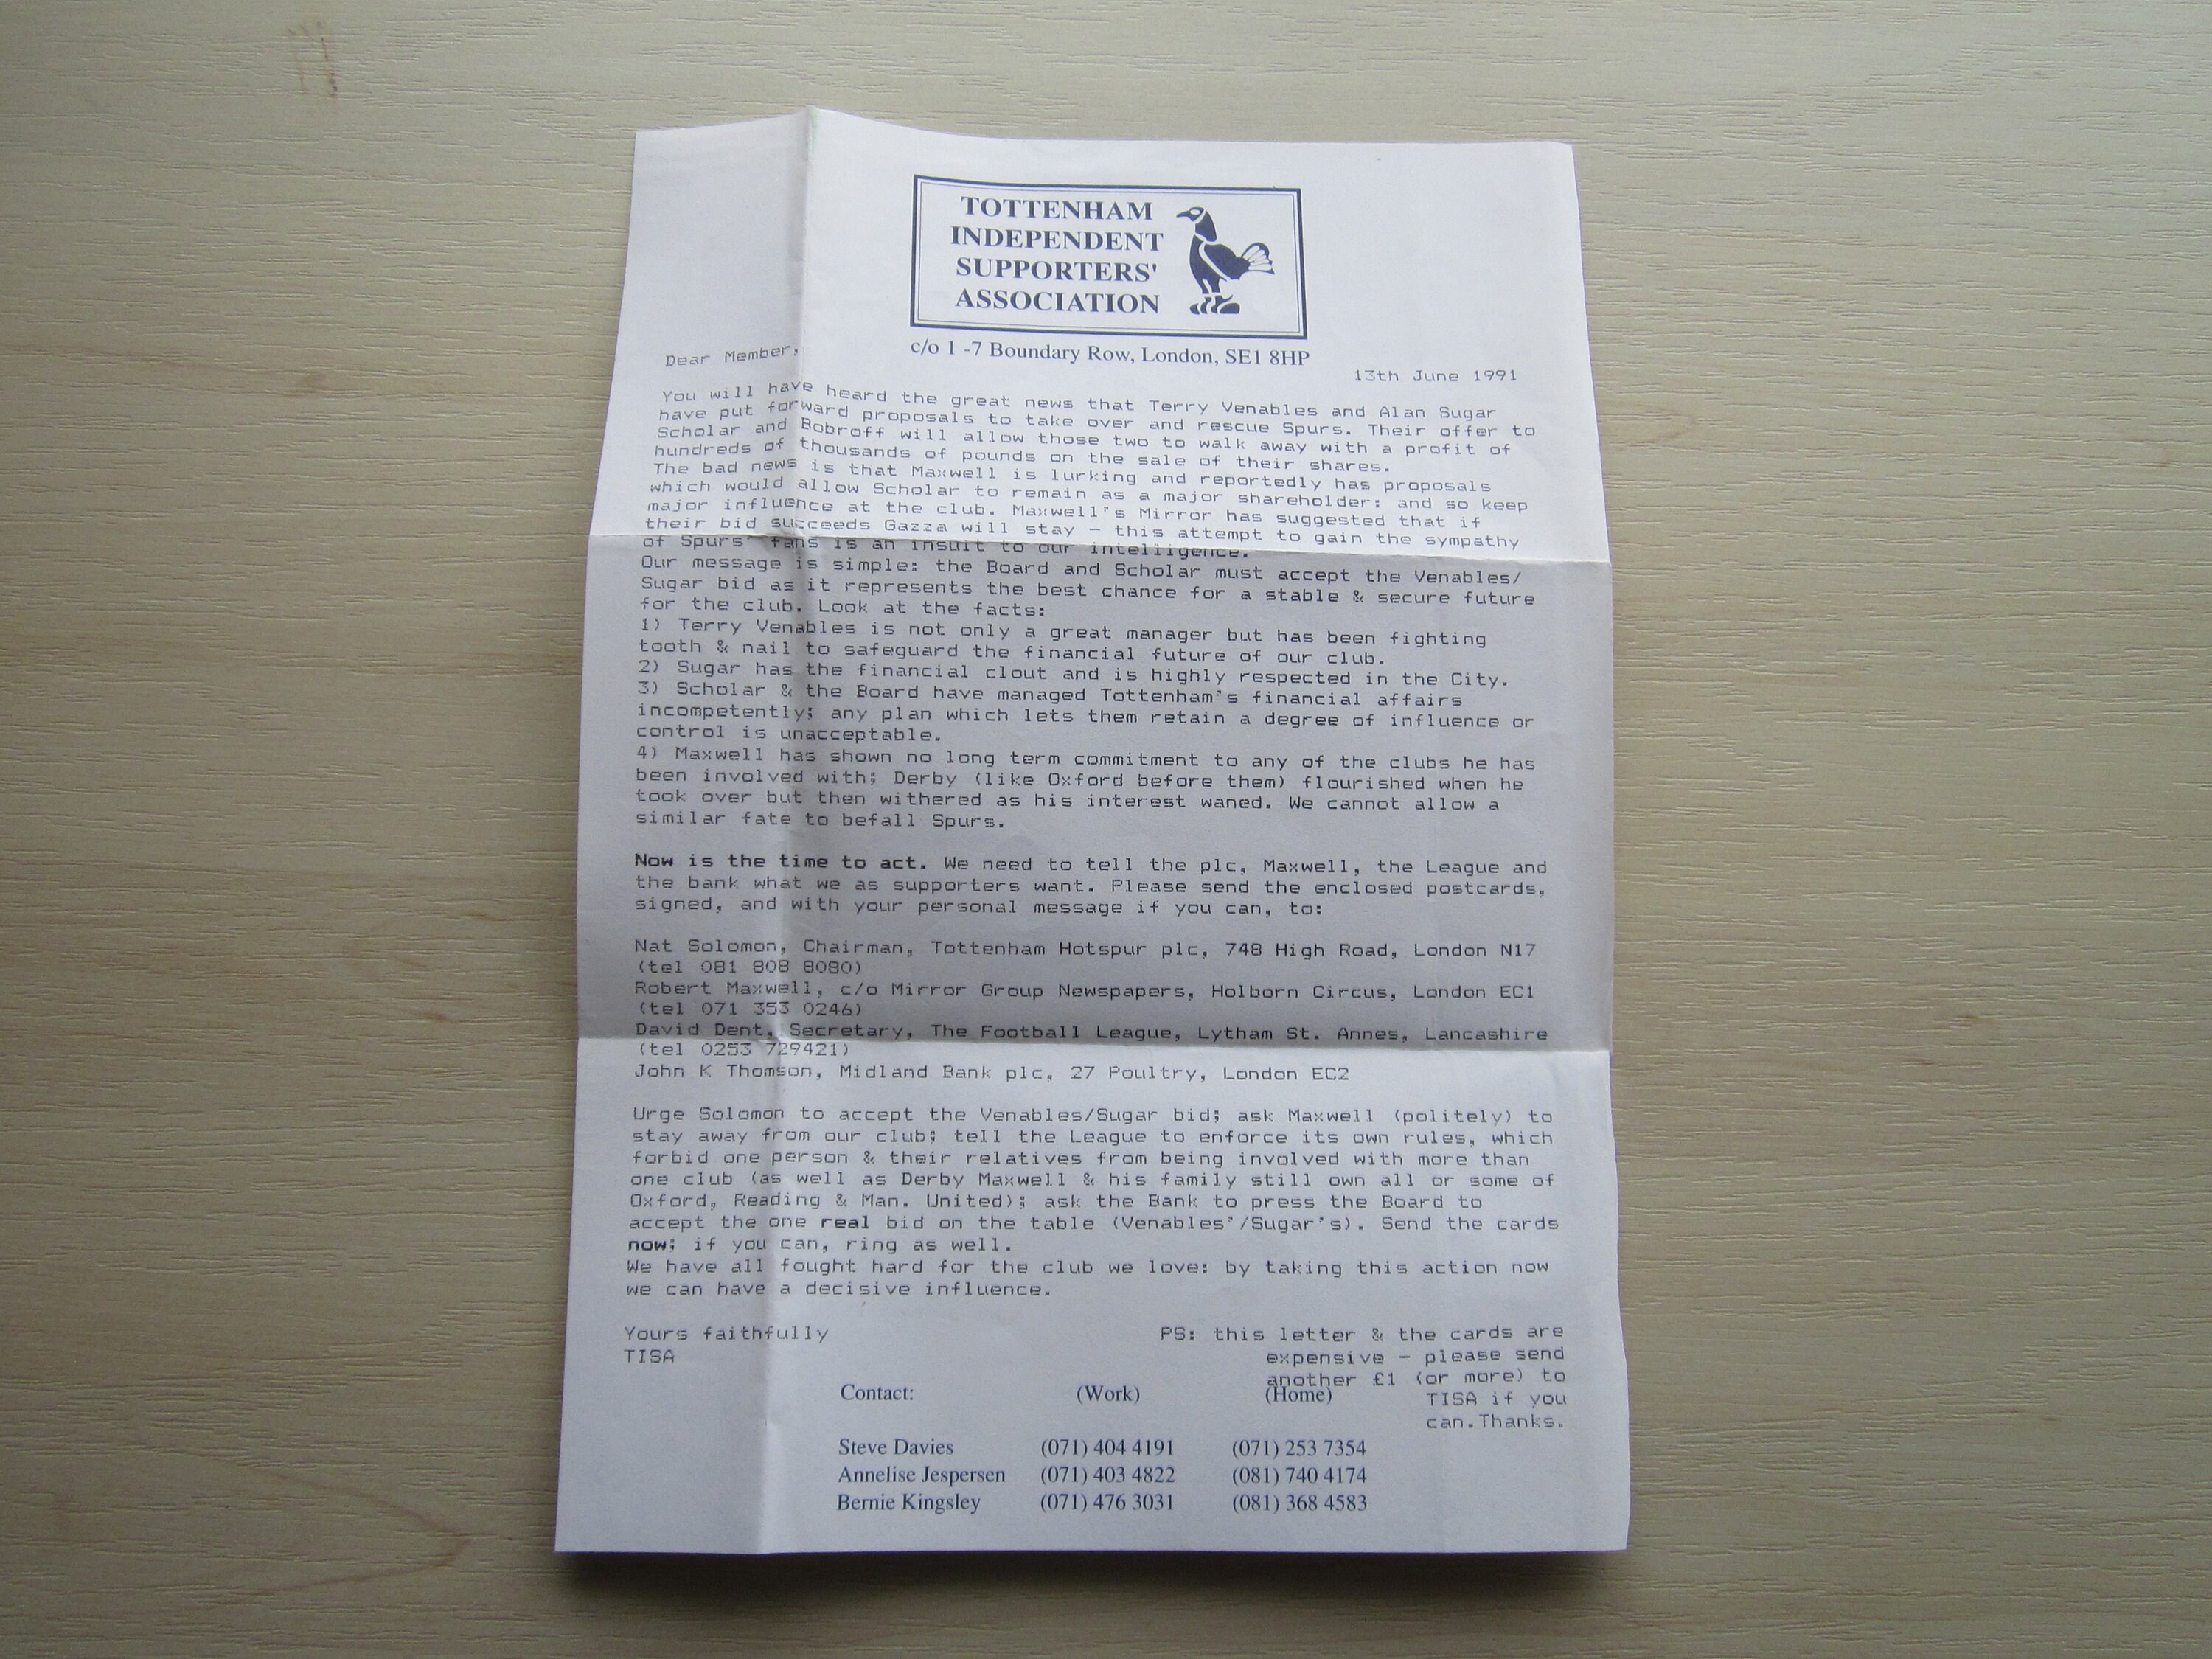 TOTTENHAM
INDEPENDENT
SUPPORTERS'
ASSOCIATION
c/o 1 -7 Boundary Row, London, SE1 8HP
Dear Member,
13th June 1991
You will have heard the great news that Terry Venables and Alan Sugar
have put forward proposals to take over and rescue Spurs. Their offer to
Scholar and Bobroff will allow those two to walk away with a profit of
hundreds of thousands of pounds on the sale of their shares.
The bad news is that Maxwell is lurking and reportedly has proposals
which would allow Scholar to remain as a major shareholder: and so keep
major influence at the club. Maxwell's Mirror has suggested that if
their bid succeeds Gazza will stay - this attempt to gain the sympathy
of Spurs' fans is an insult to our intelligence.
Our message is simple: the Board and Scholar must accept the Venables/
Sugar bid as it represents the best chance for a stable & secure future
for the club. Look at the facts:
1) Terry Venables is not only a great manager but has been fighting
tooth & nail to safeguard the financial future of our club.
2) Sugar has the financial clout and is highly respected in the City.
3) Scholar & the Board have managed Tottenham's financial affairs
incompetently; any plan which lets them retain a degree of influence or
control is unacceptable.
4) Maxwell has shown no long term commitment to any of the clubs he has
been involved with; Derby (like Oxford before them) flourished when he
took over but then withered as his interest waned. We cannot allow a
similar fate to befall Spurs.
Now is the time to act. We need to tell the plc, Maxwell, the League and
the bank what we as supporters want. Please send the enclosed postcards,
signed, and with your personal message if you can, to:
Nat Solomon, Chairman, Tottenham Hotspur plc, 748 High Road, London N17
(tel 081 808 8080)
Robert Maxwell, c/o Mirror Group Newspapers, Holborn Circus, London EC1
(tel 071 353 0246)
David Dent, Secretary, The Football League, Lytham St. Annes, Lancashire
(tel 0253 729421)
John K Thomson, Midland Bank plc, 27 Poultry, London EC2
Urge Solomon to accept the Venables/Sugar bid; ask Maxwell (politely) to
stay away from our club; tell the League to enforce its own rules, which
forbid one person & their relatives from being involved with more than
one club (as well as Derby Maxwell & his family still own all or some of
Oxford, Reading & Man. United); ask the Bank to press the Board to
accept the one real bid on the table (Venables'/Sugar's). Send the cards
now; if you can, ring as well.
We have all fought hard for the club we love: by taking this action now
we can have a decisive influence.
Yours faithfully
TISA
PS: this letter & the cards are
expensive - please send
another £1 (or more) to
TISA if you
can.Thanks.
Contact: (Work) (Home)
Steve Davies (071) 404 4191 (071) 253 7354
Annelise Jespersen (071) 403 4822 (081) 740 4174
Bernie Kingsley (071) 476 3031 (081) 368 4583